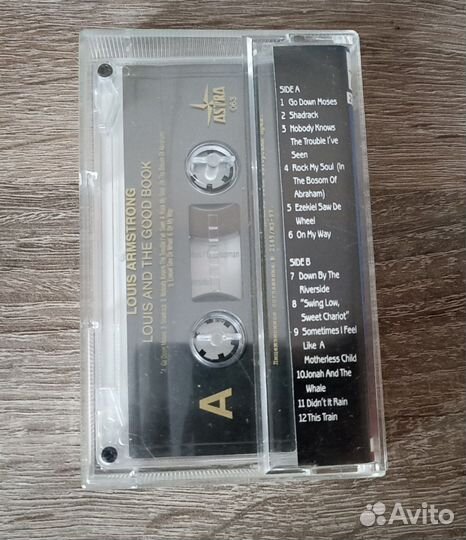 LOUIS ARMSTRONG
LOUIS AND THE GOOD BOOK
A
ASTRA
063
SIDE A
1 Go Down Moses
2 Shadrack
3 Nobody Knows
The Trouble I've
Seen
4 Rock My Soul (In
The Bosom Of
Abraham)
5 Ezekiel Saw De
Wheel
6 On My Way
SIDE B
7 Down By The
Riverside
8 "Swing Low,
Sweet Chariot"
9 Sometimes I Feel
Like A
Motherless Child
10 Jonah And The
Whale
11 Didn't It Rain
12 This Train
Avito